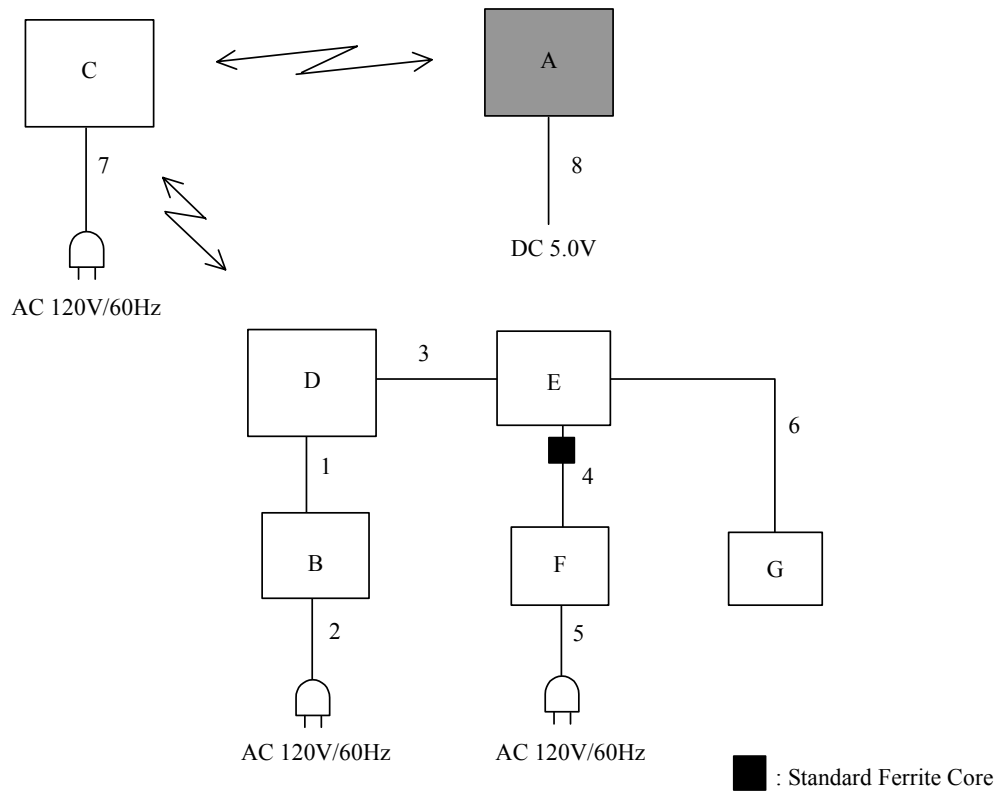 C
A
7
8
DC 5.0V
AC 120V/60Hz
D
3
E
6
1
4
B
F
G
2
5
AC 120V/60Hz
AC 120V/60Hz
: Standard Ferrite Core